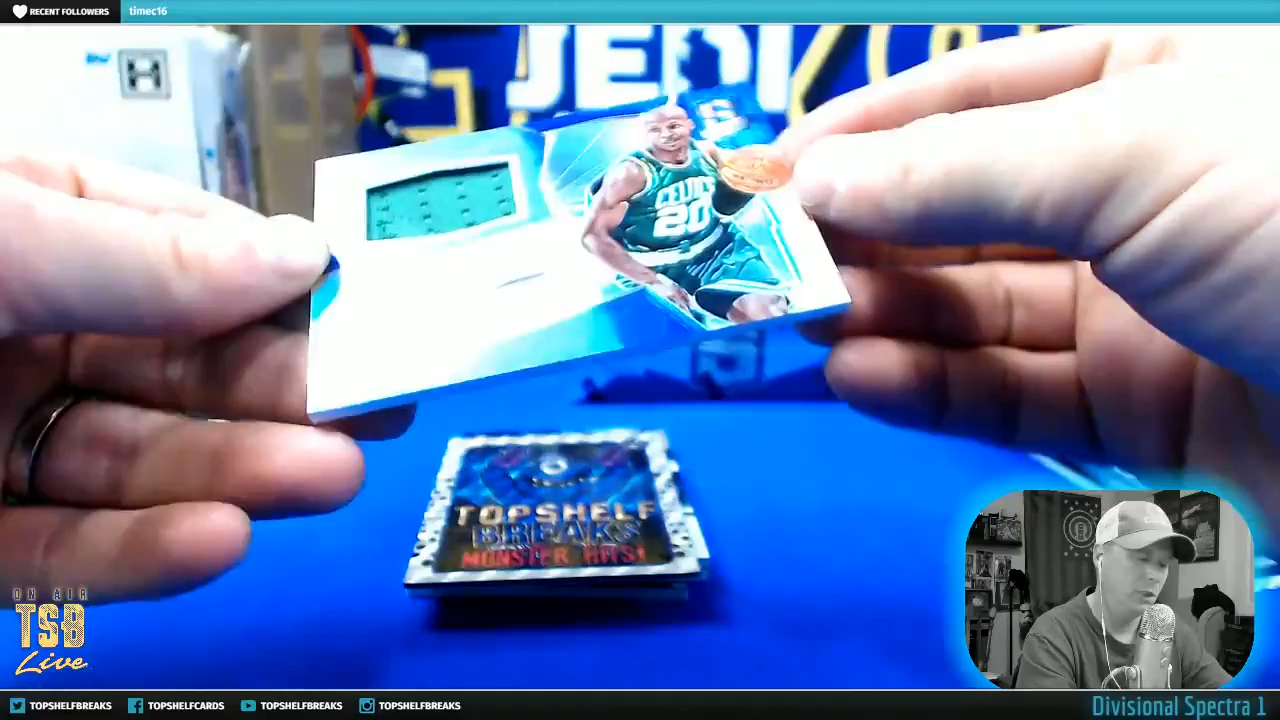 RECENT FOLLOWERS
timec16
JEDI
CELTICS
20
TOPSHELF
BREAKS
MONSTER HITS!
ON AIR
TSB
Live
TOPSHELFBREAKS
TOPSHELFCARDS
TOPSHELFBREAKS
TOPSHELFBREAKS
Divisional Spectra 1